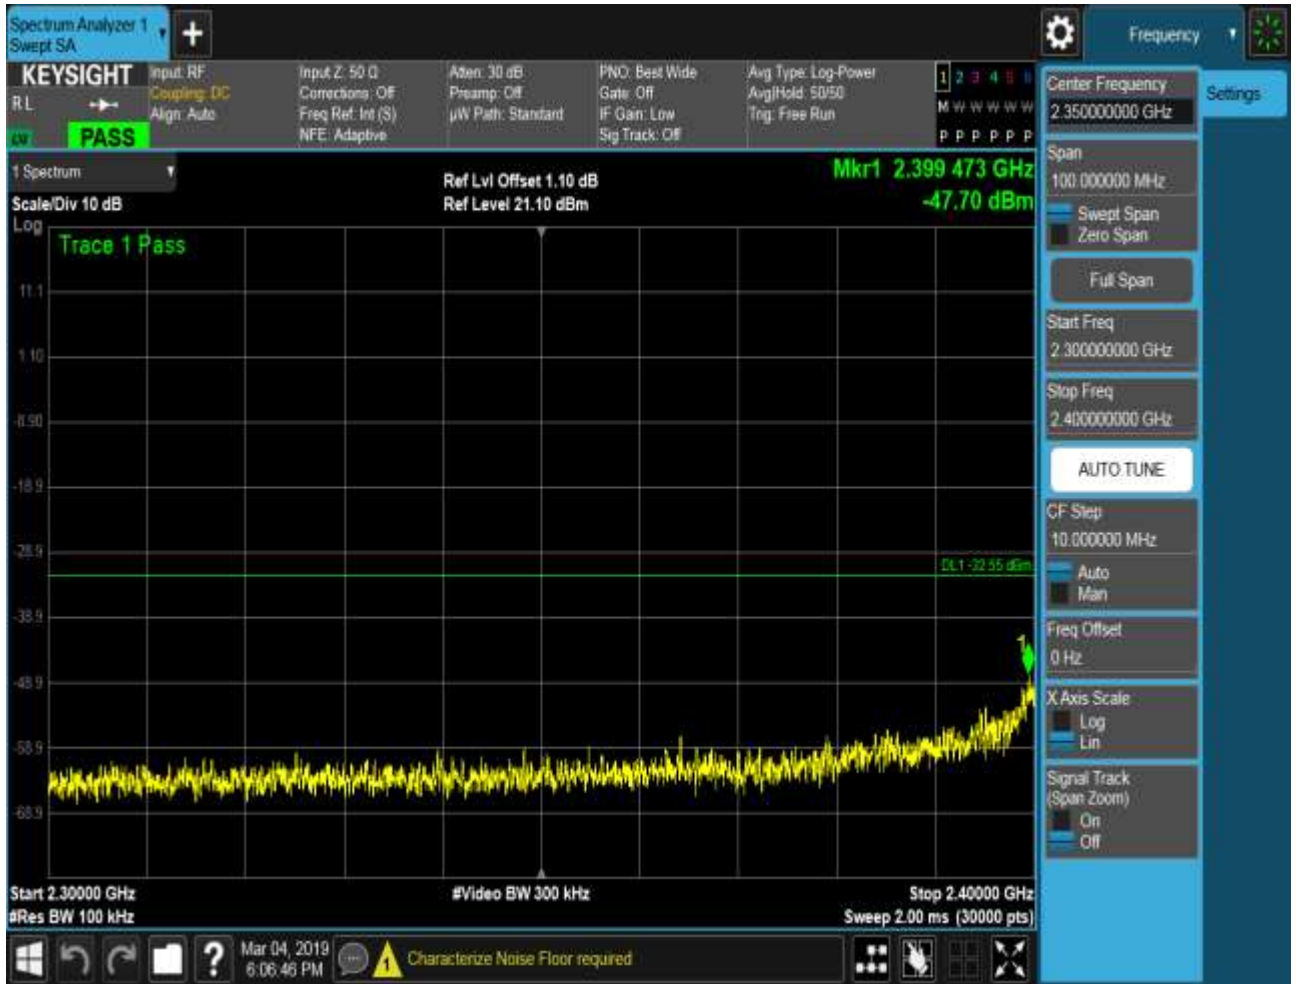 Spectrum Analyzer 1
Swept SA
Frequency
KEYSIGHT
R L
LW
PASS
Input: RF
Coupling: DC
Align: Auto
Input Z: 50 Ω
Corrections: Off
Freq Ref: Int (S)
NFE: Adaptive
Atten: 30 dB
Preamp: Off
µW Path: Standard
PNO: Best Wide
Gate: Off
IF Gain: Low
Sig Track: Off
Avg Type: Log-Power
Avg|Hold: 50/50
Trig: Free Run
1 2 3 4 5 6
M W W W W W
P P P P P P
Center Frequency
2.350000000 GHz
Settings
Span
100.000000 MHz
Swept Span
Zero Span
Full Span
Start Freq
2.300000000 GHz
Stop Freq
2.400000000 GHz
AUTO TUNE
CF Step
10.000000 MHz
Auto
Man
Freq Offset
0 Hz
X Axis Scale
Log
Lin
Signal Track
(Span Zoom)
On
Off
1 Spectrum
Scale/Div 10 dB
Ref Lvl Offset 1.10 dB
Ref Level 21.10 dBm
Mkr1 2.399 473 GHz
-47.70 dBm
Log
Trace 1 Pass
11.1
1.10
-8.90
-18.9
-28.9
DL1 -32.55 dBm
-38.9
1
-48.9
-58.9
-68.9
Start 2.30000 GHz
#Video BW 300 kHz
Stop 2.40000 GHz
#Res BW 100 kHz
Sweep 2.00 ms (30000 pts)
?
Mar 04, 2019
6:06:46 PM
1
Characterize Noise Floor required